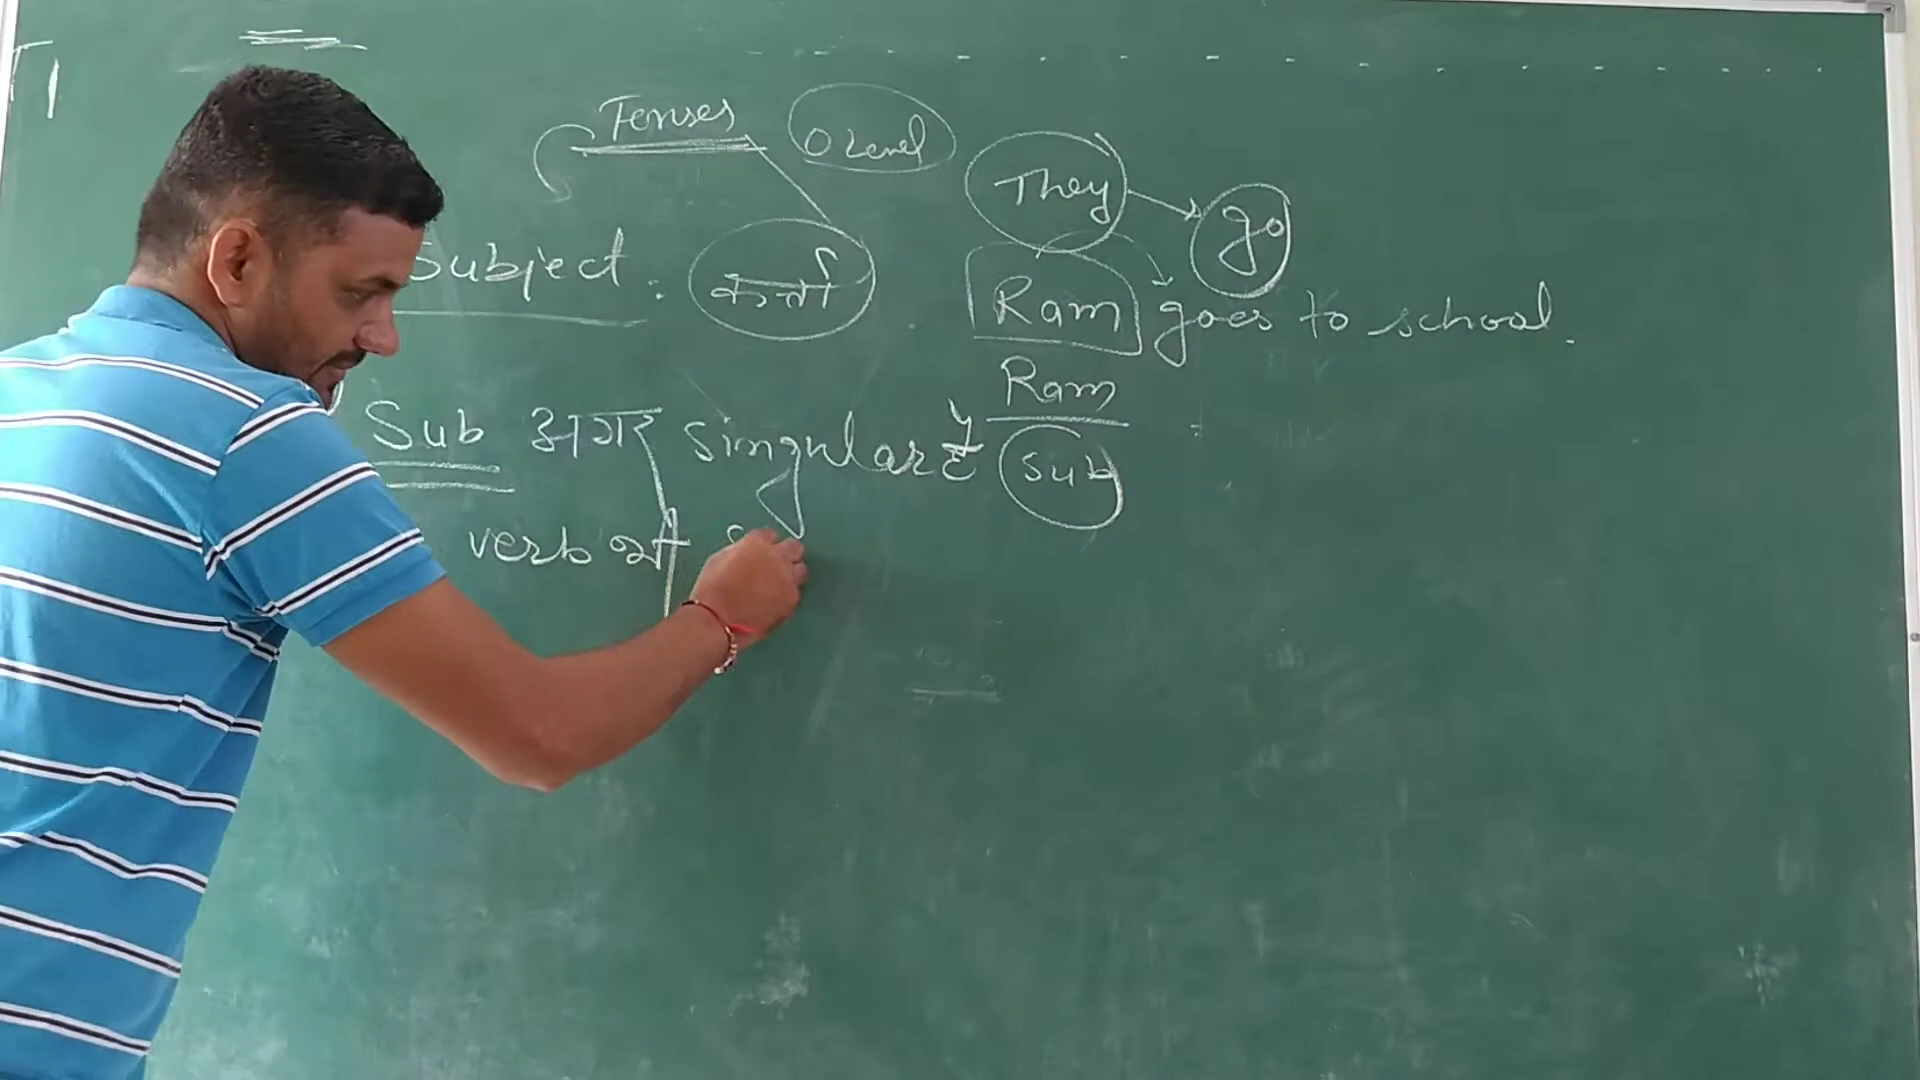 Tenses O Level
They → go
Subject : कर्ता
Ram goes to school.
Ram
Sub अगर singular है Sub
verb भी S